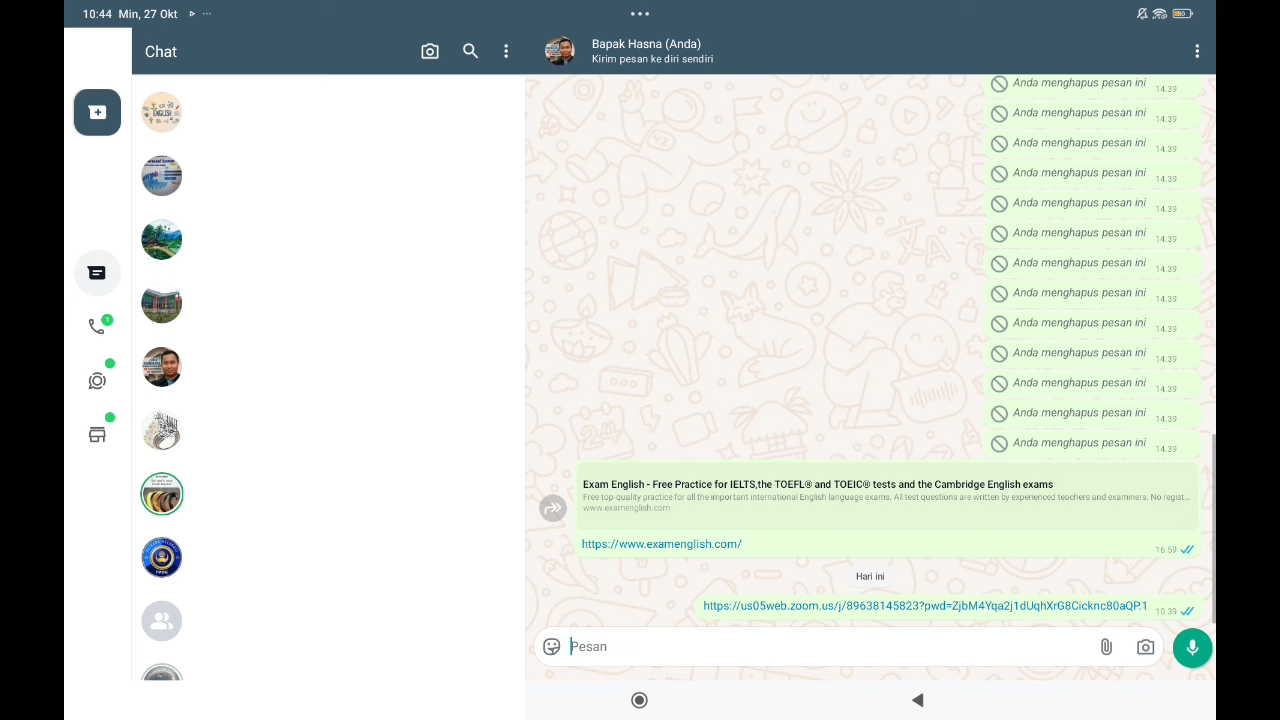 10:44 Min, 27 Okt
Chat
ENGLISH
1
Bapak Hasna (Anda)
Kirim pesan ke diri sendiri
Anda menghapus pesan ini 14.39
Anda menghapus pesan ini 14.39
Anda menghapus pesan ini 14.39
Anda menghapus pesan ini 14.39
Anda menghapus pesan ini 14.39
Anda menghapus pesan ini 14.39
Anda menghapus pesan ini 14.39
Anda menghapus pesan ini 14.39
Anda menghapus pesan ini 14.39
Anda menghapus pesan ini 14.39
Anda menghapus pesan ini 14.39
Anda menghapus pesan ini 14.39
Anda menghapus pesan ini 14.39
Exam English - Free Practice for IELTS,the TOEFL® and TOEIC® tests and the Cambridge English exams
Free top-quality practice for all the important international English language exams. All test questions are written by experienced teachers and examiners. No regist...
www.examenglish.com
https://www.examenglish.com/
16.59
Hari ini
https://us05web.zoom.us/j/89638145823?pwd=ZjbM4Yqa2j1dUqhXrG8Cicknc80aQP.1 10.39
Pesan